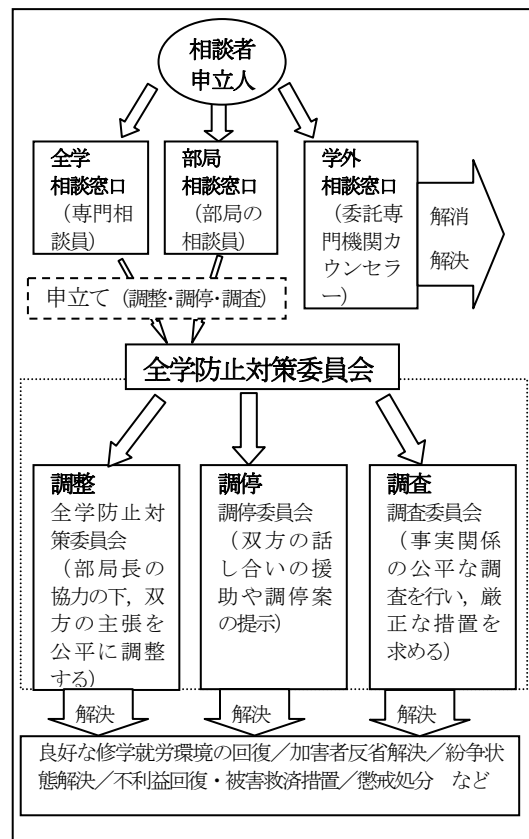 相談者
申立人
全学
相談窓口
（専門相
談員）
部局
相談窓口
（部局の
相談員）
学外
相談窓口
（委託専
門機関カ
ウンセラ
ー）
解消
解決
申立て（調整・調停・調査）
全学防止対策委員会
調整
全学防止対
策委員会
（部局長の
協力の下，双
方の主張を
公平に調整
する）
調停
調停委員会
（双方の話
し合いの援
助や調停案
の提示）
調査
調査委員会
（事実関係
の公平な調
査を行い，厳
正な措置を
求める）
解決
解決
解決
良好な修学就労環境の回復／加害者反省解決／紛争状
態解決／不利益回復・被害救済措置／懲戒処分　など